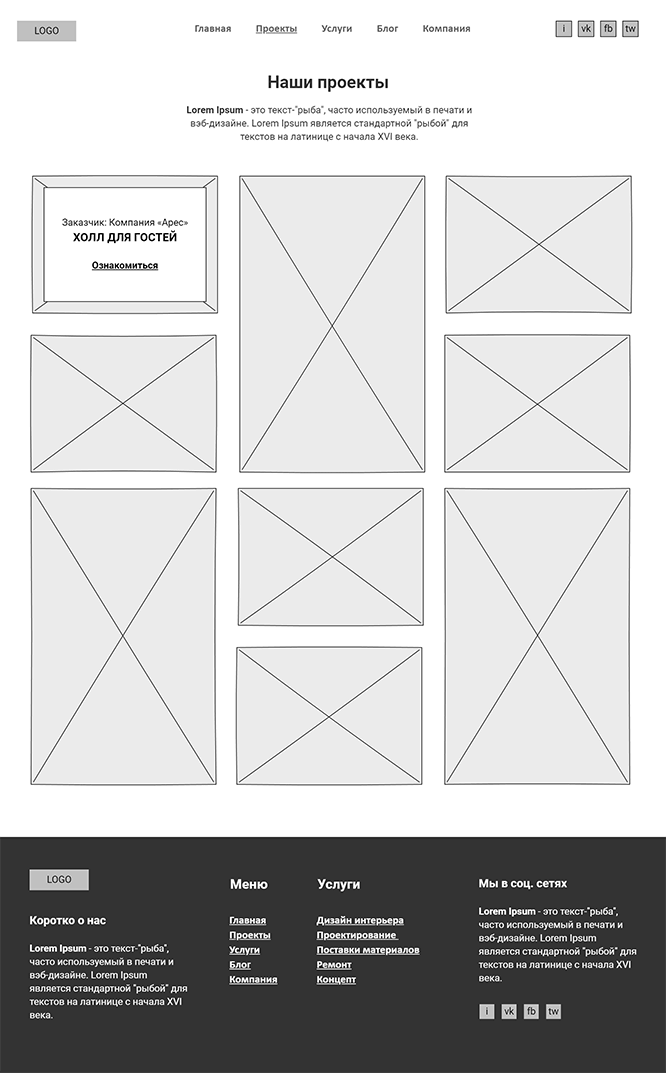 LOGO
Главная Проекты Услуги Блог Компания
i vk fb tw
Наши проекты
Lorem Ipsum - это текст-"рыба", часто используемый в печати и
вэб-дизайне. Lorem Ipsum является стандартной "рыбой" для
текстов на латинице с начала XVI века.
Заказчик: Компания «Арес»
ХОЛЛ ДЛЯ ГОСТЕЙ
Ознакомиться
LOGO
Коротко о нас
Lorem Ipsum - это текст-"рыба",
часто используемый в печати и
вэб-дизайне. Lorem Ipsum
является стандартной "рыбой" для
текстов на латинице с начала XVI
века.
Меню
Главная
Проекты
Услуги
Блог
Компания
Услуги
Дизайн интерьера
Проектирование
Поставки материалов
Ремонт
Концепт
Мы в соц. сетях
Lorem Ipsum - это текст-"рыба",
часто используемый в печати и
вэб-дизайне. Lorem Ipsum
является стандартной "рыбой" для
текстов на латинице с начала XVI
века.
i vk fb tw